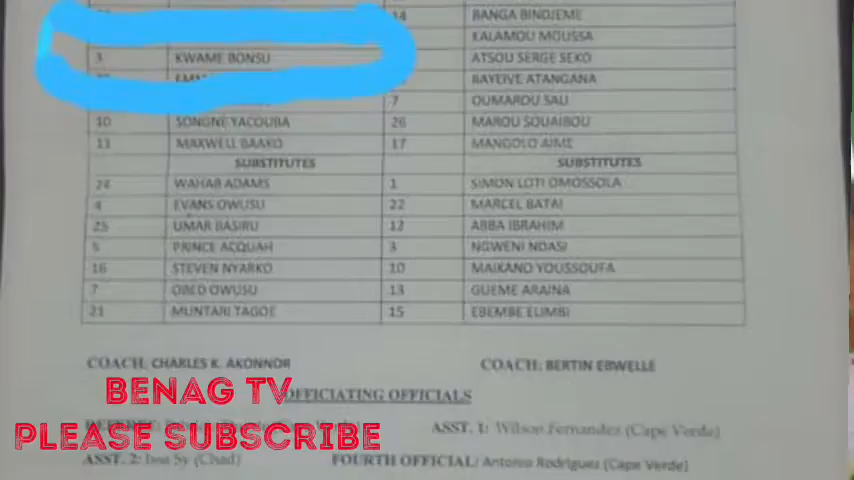 14 BANGA BINDJEME
KALAMOU MOUSSA
3 KWAME BONSU ATSOU SERGE SEKO
BAYEIVE ATANGANA
7 OUMAROU SALI
10 SONGNE YACOUBA 26 MAROU SOUAIBOU
11 MAXWELL BAAKO 17 MANGOLO AIME
SUBSTITUTES SUBSTITUTES
24 WAHAB ADAMS 1 SIMON LOTI OMOSSOLA
4 EVANS OWUSU 22 MARCEL BATAI
25 UMAR BASIRU 12 ABBA IBRAHIM
5 PRINCE ACQUAH 3 NGWENI NDASI
16 STEVEN NYARKO 10 MAIKANO YOUSSOUFA
7 OBED OWUSU 13 GUEME ARAINA
21 MUNTARI TAGOE 15 EBEMBE ELIMBI
COACH: CHARLES K. AKONNOR COACH: BERTIN EBWELLE
BENAG TV
OFFICIATING OFFICIALS
ASST. 1: Wilson Fernandez (Cape Verde)
PLEASE SUBSCRIBE
ASST. 2: Issa Sy (Chad) FOURTH OFFICIAL: Antonio Rodriguez (Cape Verde)